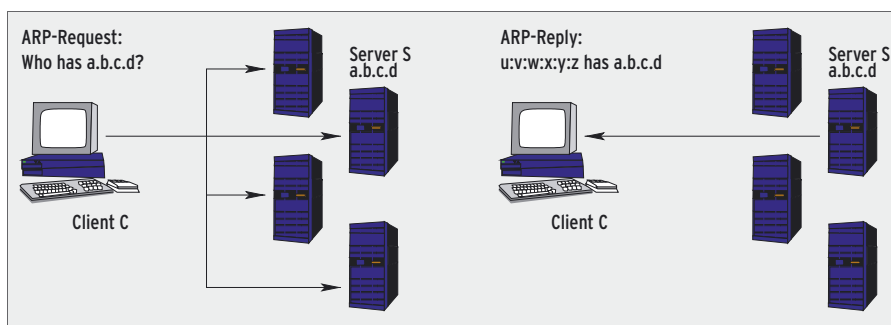 ARP-Request:
Who has a.b.c.d?
Server S
a.b.c.d
Client C
ARP-Reply:
u:v:w:x:y:z has a.b.c.d
Server S
a.b.c.d
Client C